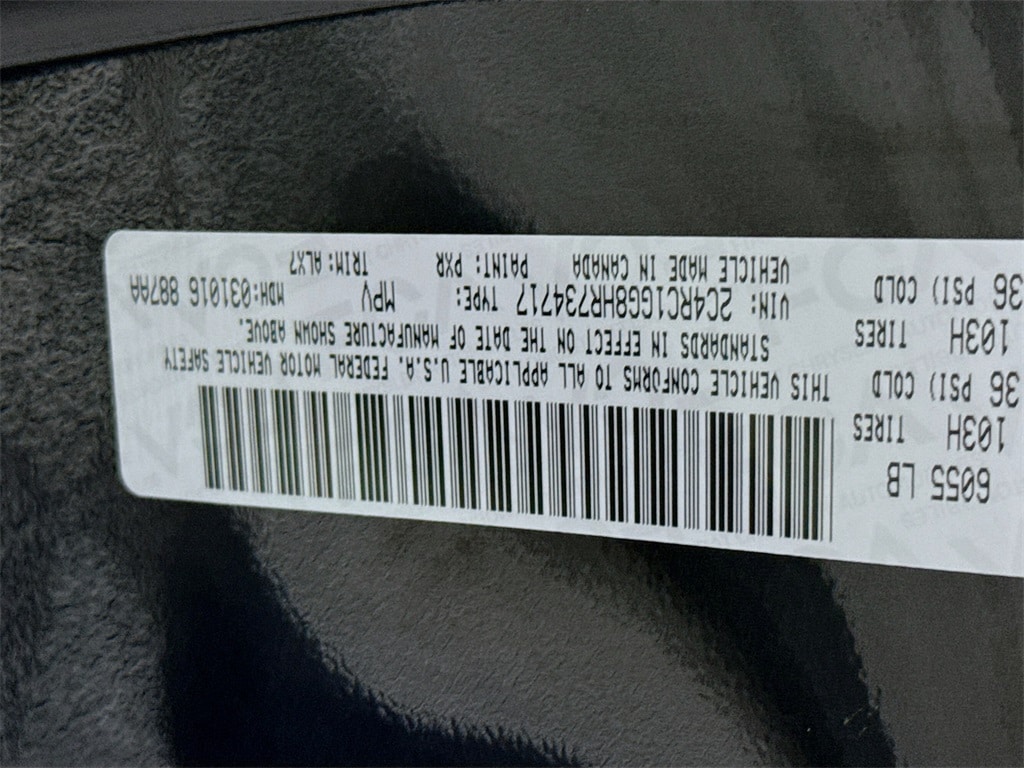 6055 LB
103H TIRES
36 PSI) COLD
103H TIRES
36 PSI) COLD
THIS VEHICLE CONFORMS TO ALL APPLICABLE U.S.A. FEDERAL MOTOR VEHICLE SAFETY
STANDARDS IN EFFECT ON THE DATE OF MANUFACTURE SHOWN ABOVE.
VIN: 2C4RC1GG8HR734717 TYPE: MPV MDH:031016 887AA
VEHICLE MADE IN CANADA PAINT: PXR TRIM: ALX7